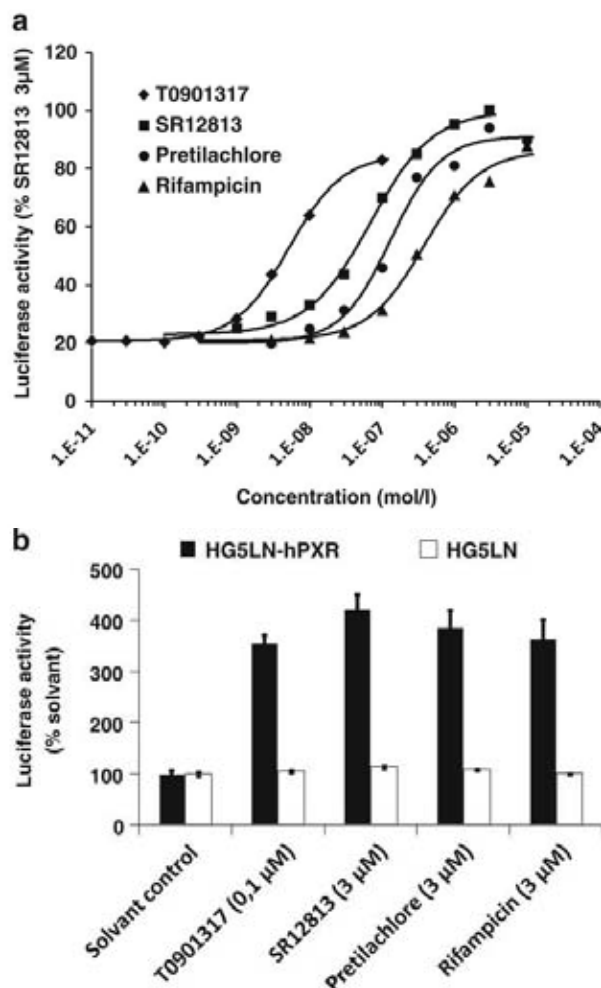 a
Luciferase activity (% SR12813 3µM)
120
100
80
60
40
20
0
T0901317
SR12813
Pretilachlore
Rifampicin
1.E-11
1.E-10
1.E-09
1.E-08
1.E-07
1.E-06
1.E-05
1.E-04
Concentration (mol/l)
b
HG5LN-hPXR
HG5LN
Luciferase activity
(% solvant)
500
400
300
200
100
0
Solvant control
T0901317 (0,1 µM)
SR12813 (3 µM)
Pretilachlore (3 µM)
Rifampicin (3 µM)